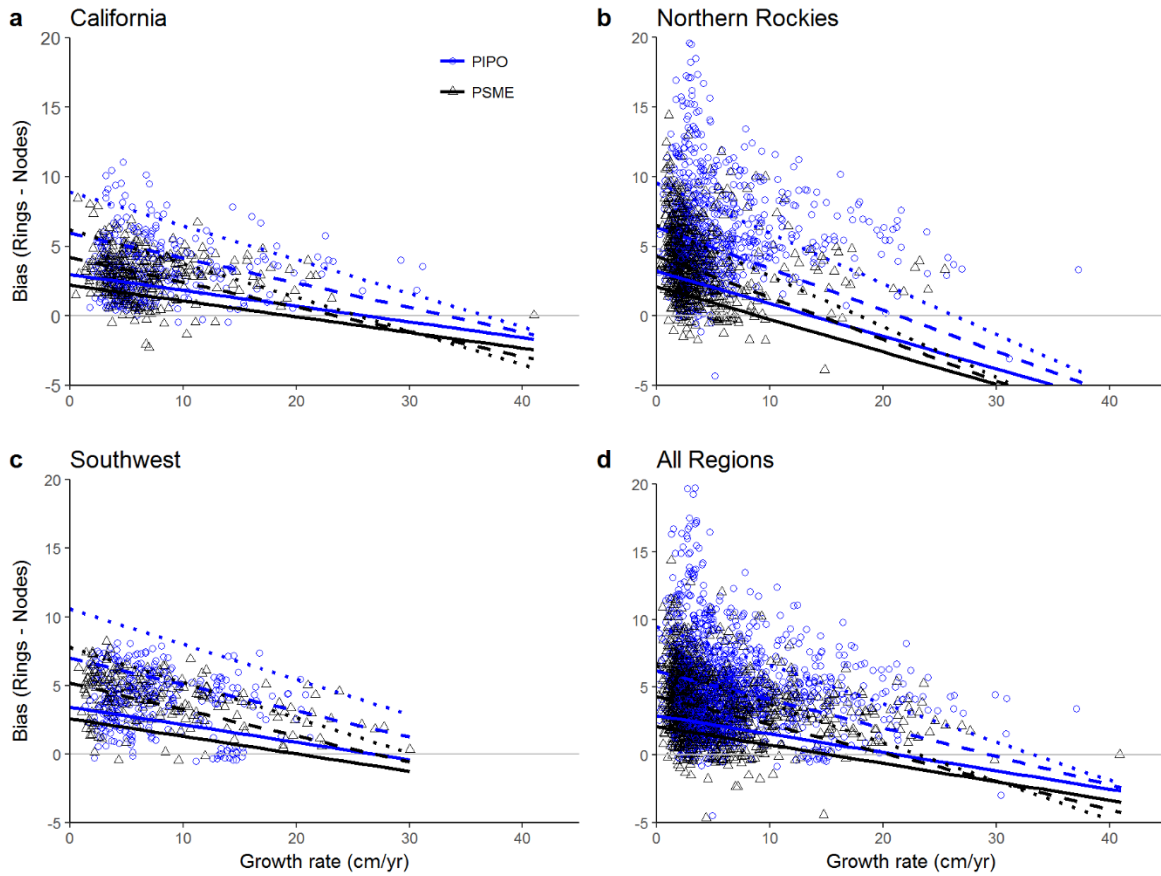 a California
20
15
10
5
0
-5
Bias (Rings - Nodes)
PIPO
PSME
0 10 20 30 40
b Northern Rockies
20
15
10
5
0
-5
0 10 20 30 40
c Southwest
20
15
10
5
0
-5
Bias (Rings - Nodes)
0 10 20 30 40
Growth rate (cm/yr)
d All Regions
20
15
10
5
0
-5
0 10 20 30 40
Growth rate (cm/yr)